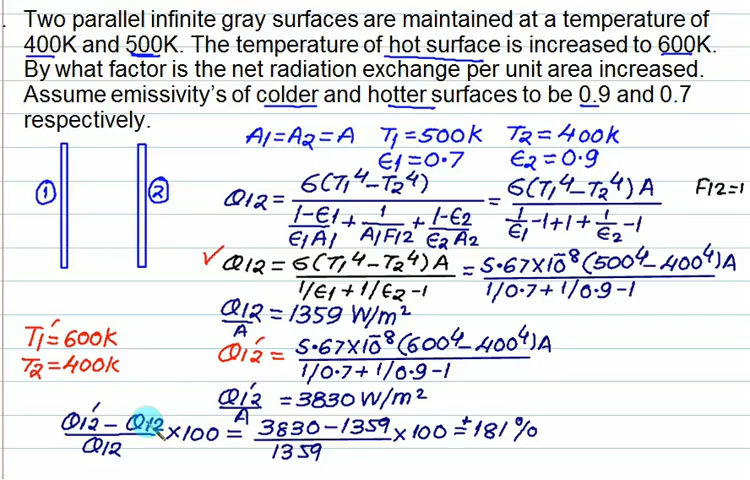 . Two parallel infinite gray surfaces are maintained at a temperature of
400K and 500K. The temperature of hot surface is increased to 600K.
By what factor is the net radiation exchange per unit area increased.
Assume emissivity's of colder and hotter surfaces to be 0.9 and 0.7
respectively.
A1=A2=A T1=500K T2=400K
ϵ1=0.7 ϵ2=0.9
① ②
Q12 = 6(T1⁴-T2⁴) / (1-ϵ1/ϵ1A1 + 1/A1F12 + 1-ϵ2/ϵ2A2) = 6(T1⁴-T2⁴)A / (1/ϵ1 -1+1+ 1/ϵ2 -1) F12=1
✓ Q12 = 6(T1⁴-T2⁴)A / (1/ϵ1+1/ϵ2-1) = 5.67×10⁻⁸(500⁴-400⁴)A / (1/0.7+1/0.9-1)
Q12/A = 1359 W/m²
T1′=600K
T2=400K
Q12′ = 5.67×10⁻⁸(600⁴-400⁴)A / (1/0.7+1/0.9-1)
Q12′/A = 3830 W/m²
Q12′ - Q12 / Q12 ×100 = 3830-1359 / 1359 ×100 = +181%